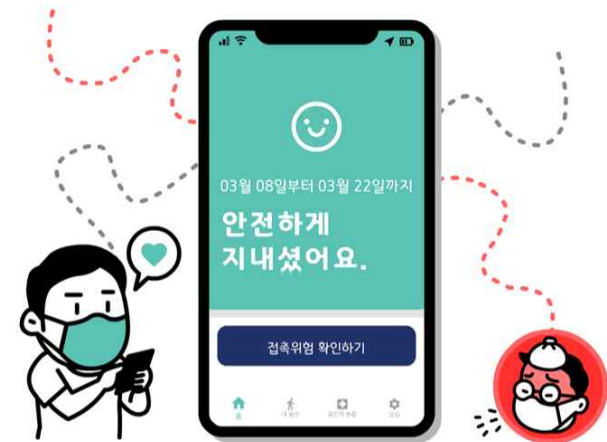 03월 08일부터 03월 22일까지
안전하게
지내셨어요.
접촉위험 확인하기
홈